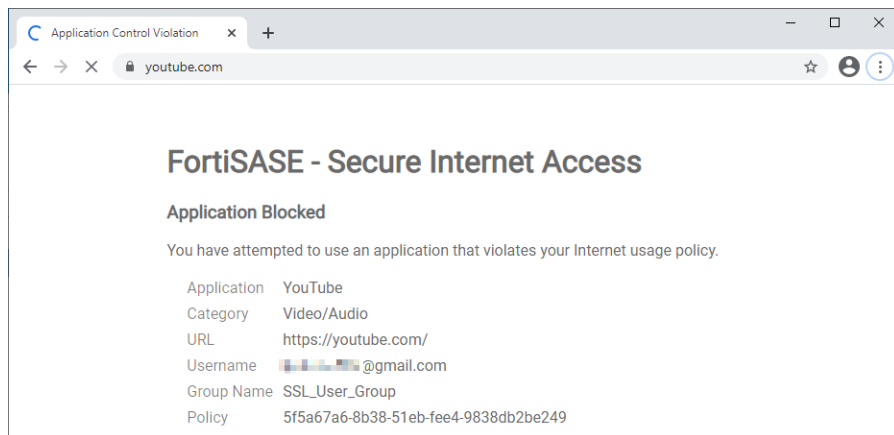 Application Control Violation
youtube.com
FortiSASE - Secure Internet Access
Application Blocked
You have attempted to use an application that violates your Internet usage policy.
Application YouTube
Category Video/Audio
URL https://youtube.com/
Username @gmail.com
Group Name SSL_User_Group
Policy 5f5a67a6-8b38-51eb-fee4-9838db2be249